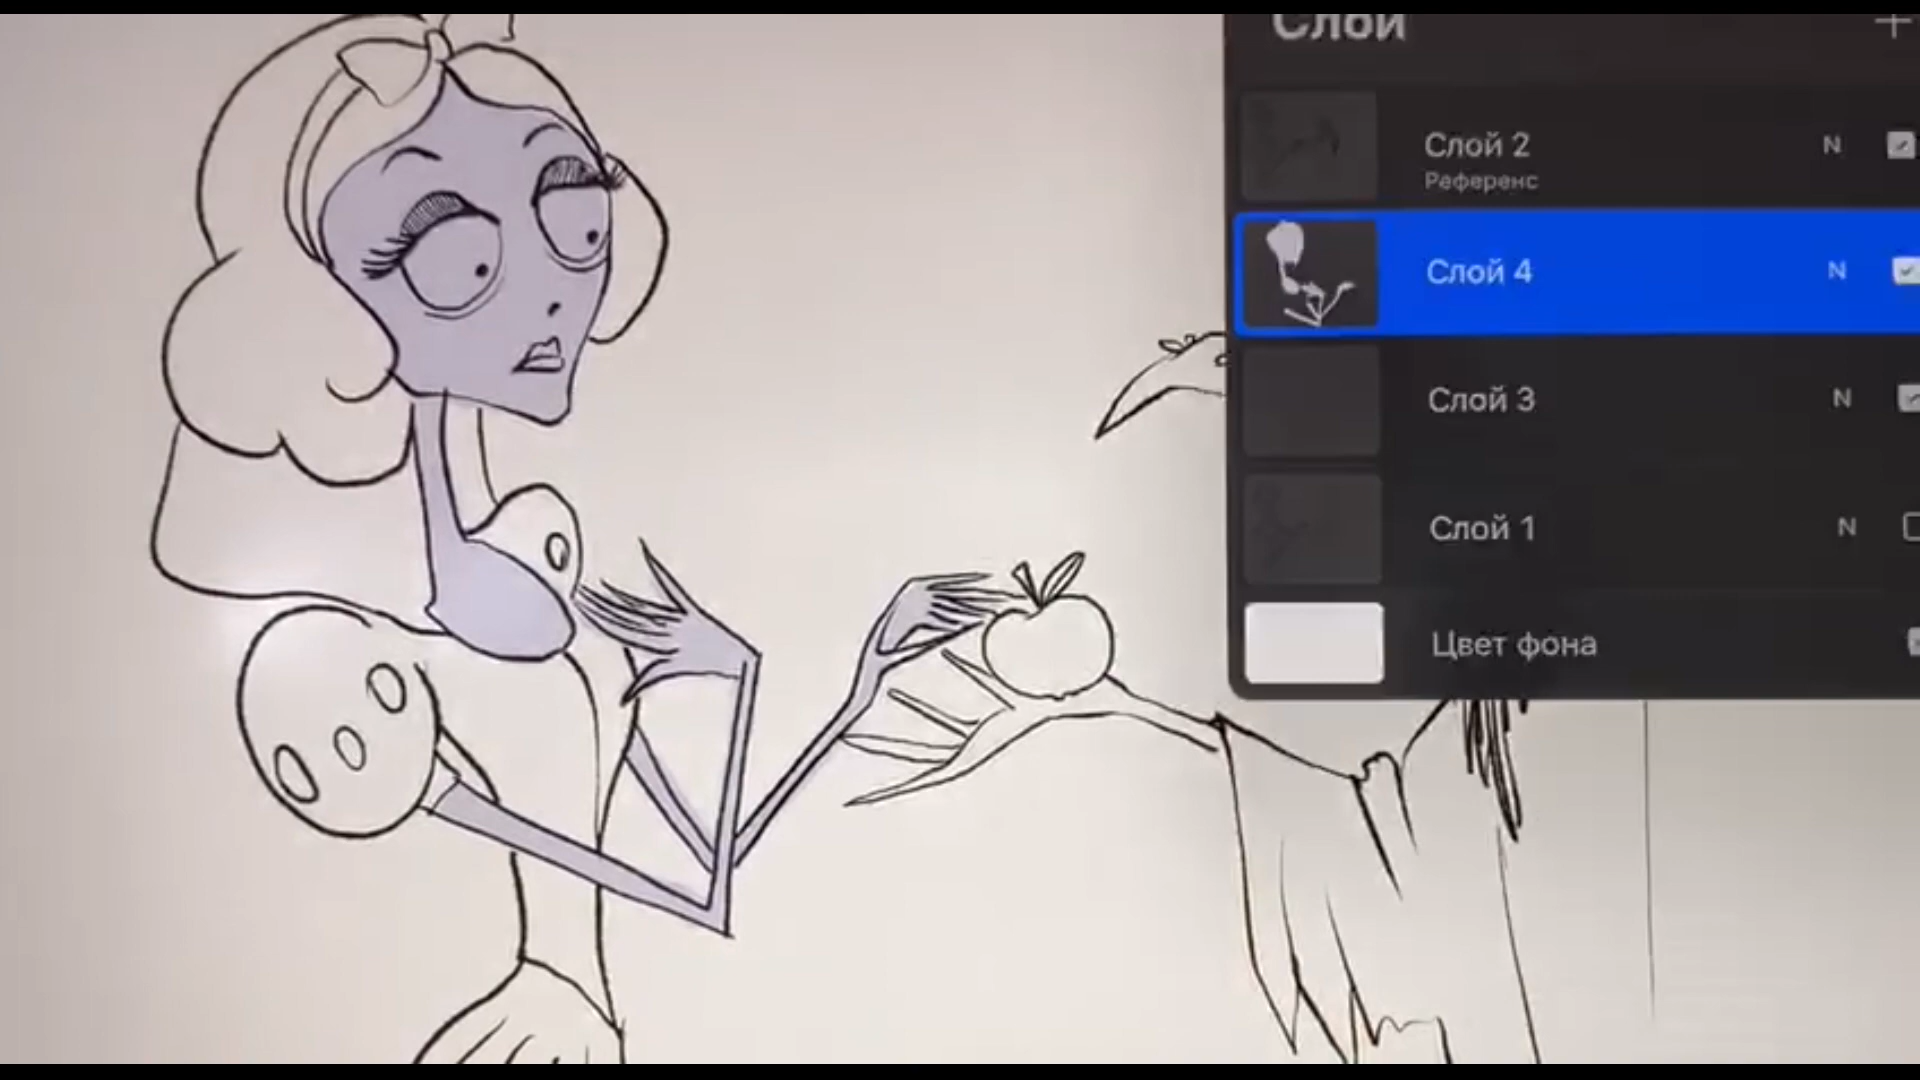 Слои
Слой 2
N
Референс
Слой 4
N
Слой 3
N
Слой 1
N
Цвет фона